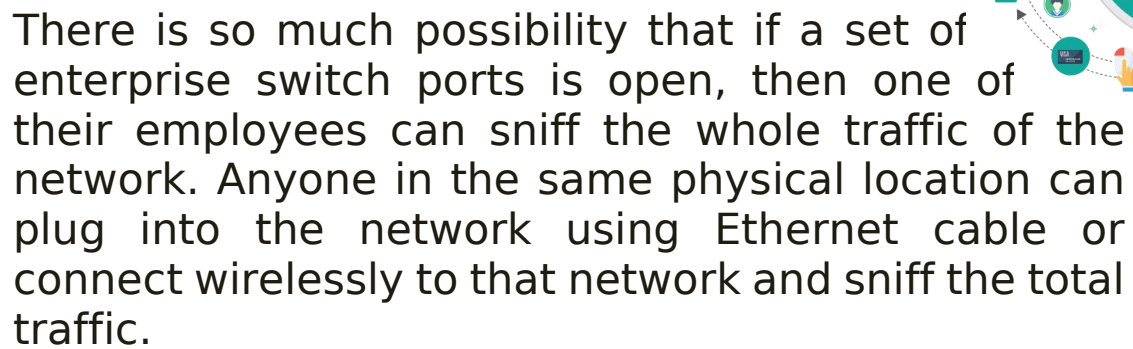 There is so much possibility that if a set of
enterprise switch ports is open, then one of
their employees can sniff the whole traffic of the
network. Anyone in the same physical location can
plug into the network using Ethernet cable or
connect wirelessly to that network and sniff the total
traffic.
VISA